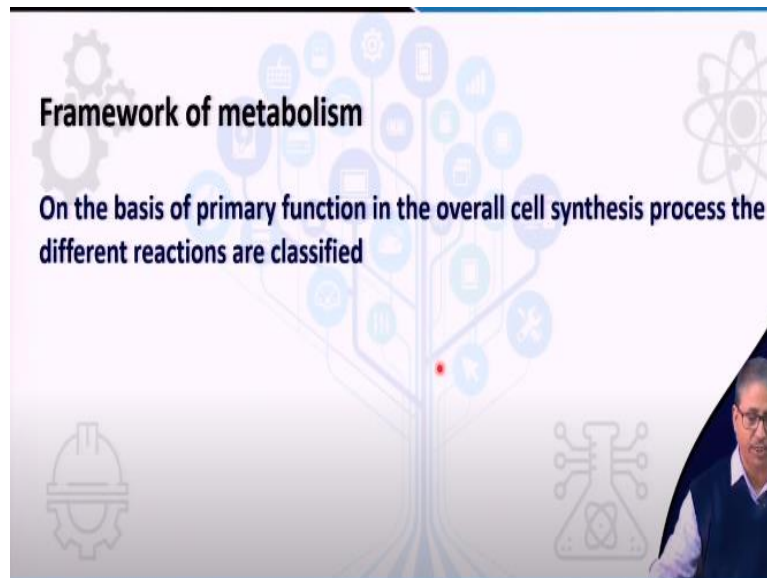 Framework of metabolism
On the basis of primary function in the overall cell synthesis process the
different reactions are classified